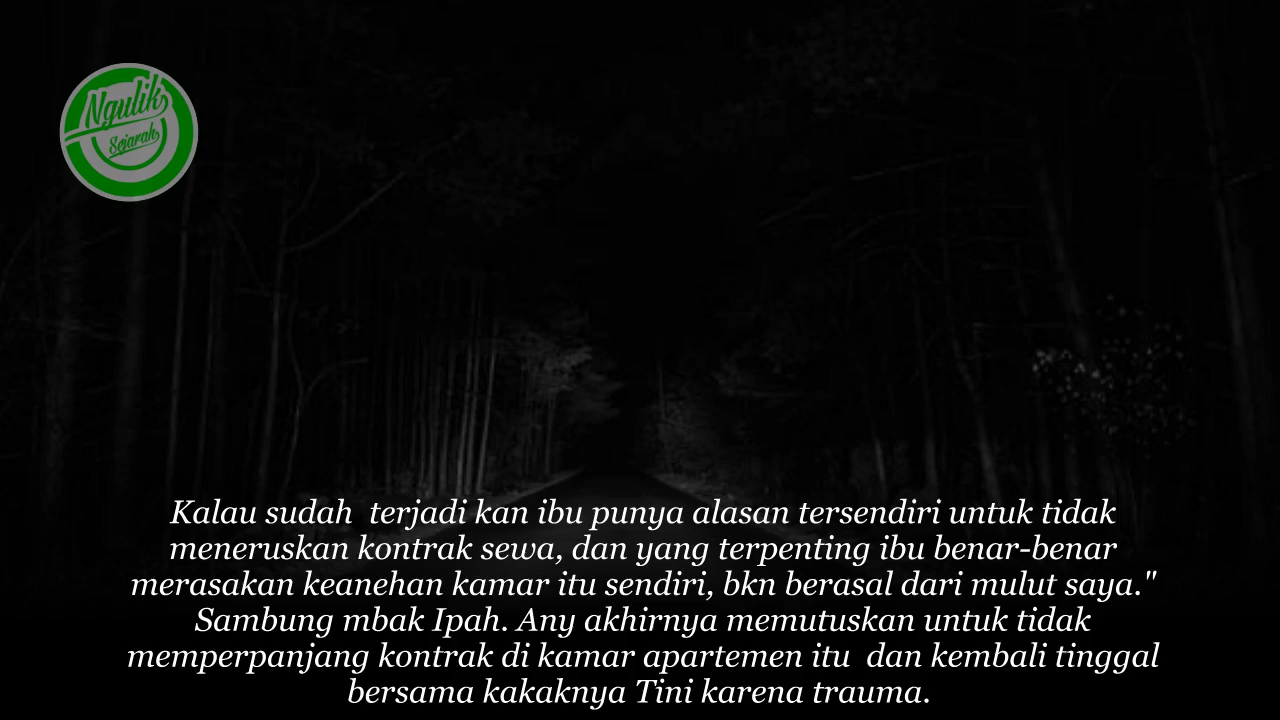 Ngulik
Sejarah
Kalau sudah  terjadi kan ibu punya alasan tersendiri untuk tidak
meneruskan kontrak sewa, dan yang terpenting ibu benar-benar
merasakan keanehan kamar itu sendiri, bkn berasal dari mulut saya."
Sambung mbak Ipah. Any akhirnya memutuskan untuk tidak
memperpanjang kontrak di kamar apartemen itu  dan kembali tinggal
bersama kakaknya Tini karena trauma.